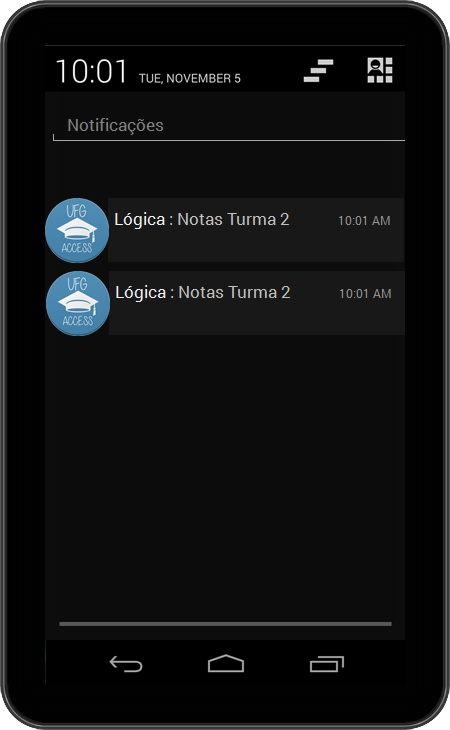 10:01 TUE, NOVEMBER 5
Notificações
UFG
ACCESS
Lógica : Notas Turma 2 10:01 AM
UFG
ACCESS
Lógica : Notas Turma 2 10:01 AM